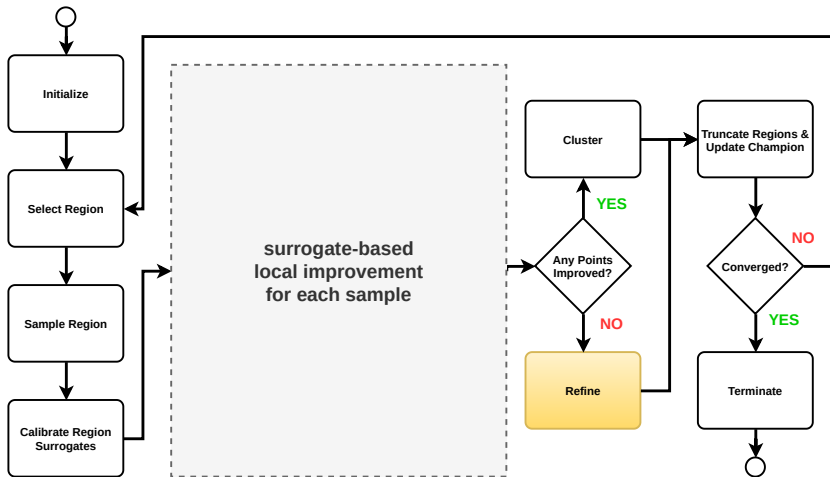 Initialize
Select Region
Sample Region
Calibrate Region
Surrogates
surrogate-based
local improvement
for each sample
Cluster
YES
Any Points
Improved?
NO
Refine
Truncate Regions &
Update Champion
Converged?
NO
YES
Terminate